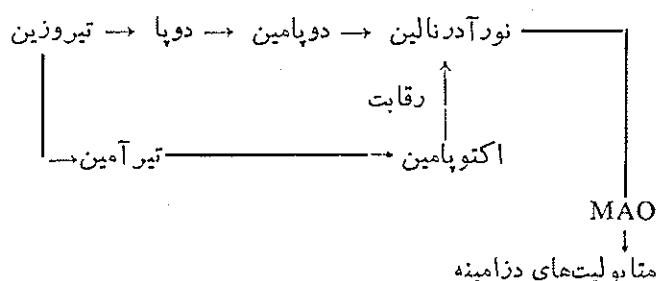 تیروزین → دوپا → دوپامین → نورآدرنالین
رقابت
تیرآمین → اکتوپامین
MAO
متابولیت‌های دزامینه